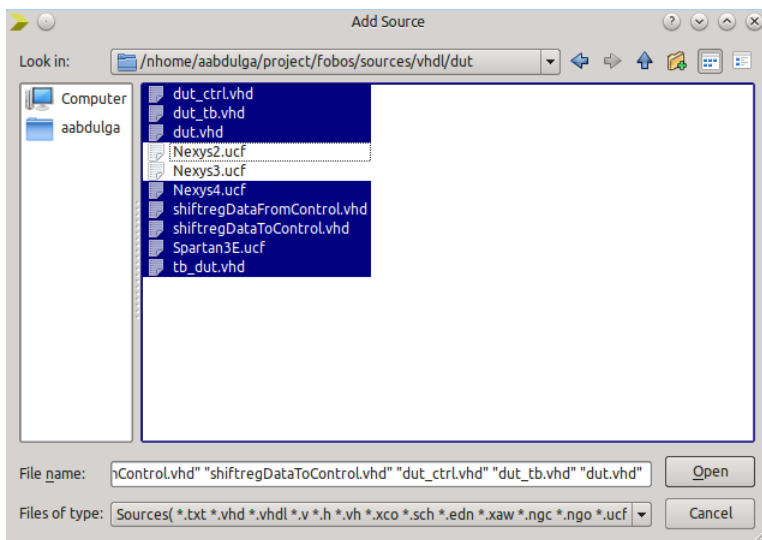 Add Source
Look in: /nhome/aabdulga/project/fobos/sources/vhdl/dut
Computer
aabdulga
dut_ctrl.vhd
dut_tb.vhd
dut.vhd
Nexys2.ucf
Nexys3.ucf
Nexys4.ucf
shiftregDataFromControl.vhd
shiftregDataToControl.vhd
Spartan3E.ucf
tb_dut.vhd
File name: nControl.vhd" "shiftregDataToControl.vhd" "dut_ctrl.vhd" "dut_tb.vhd" "dut.vhd" Open
Files of type: Sources( *.txt *.vhd *.vhdl *.v *.h *.vh *.xco *.sch *.edn *.xaw *.ngc *.ngo *.ucf Cancel